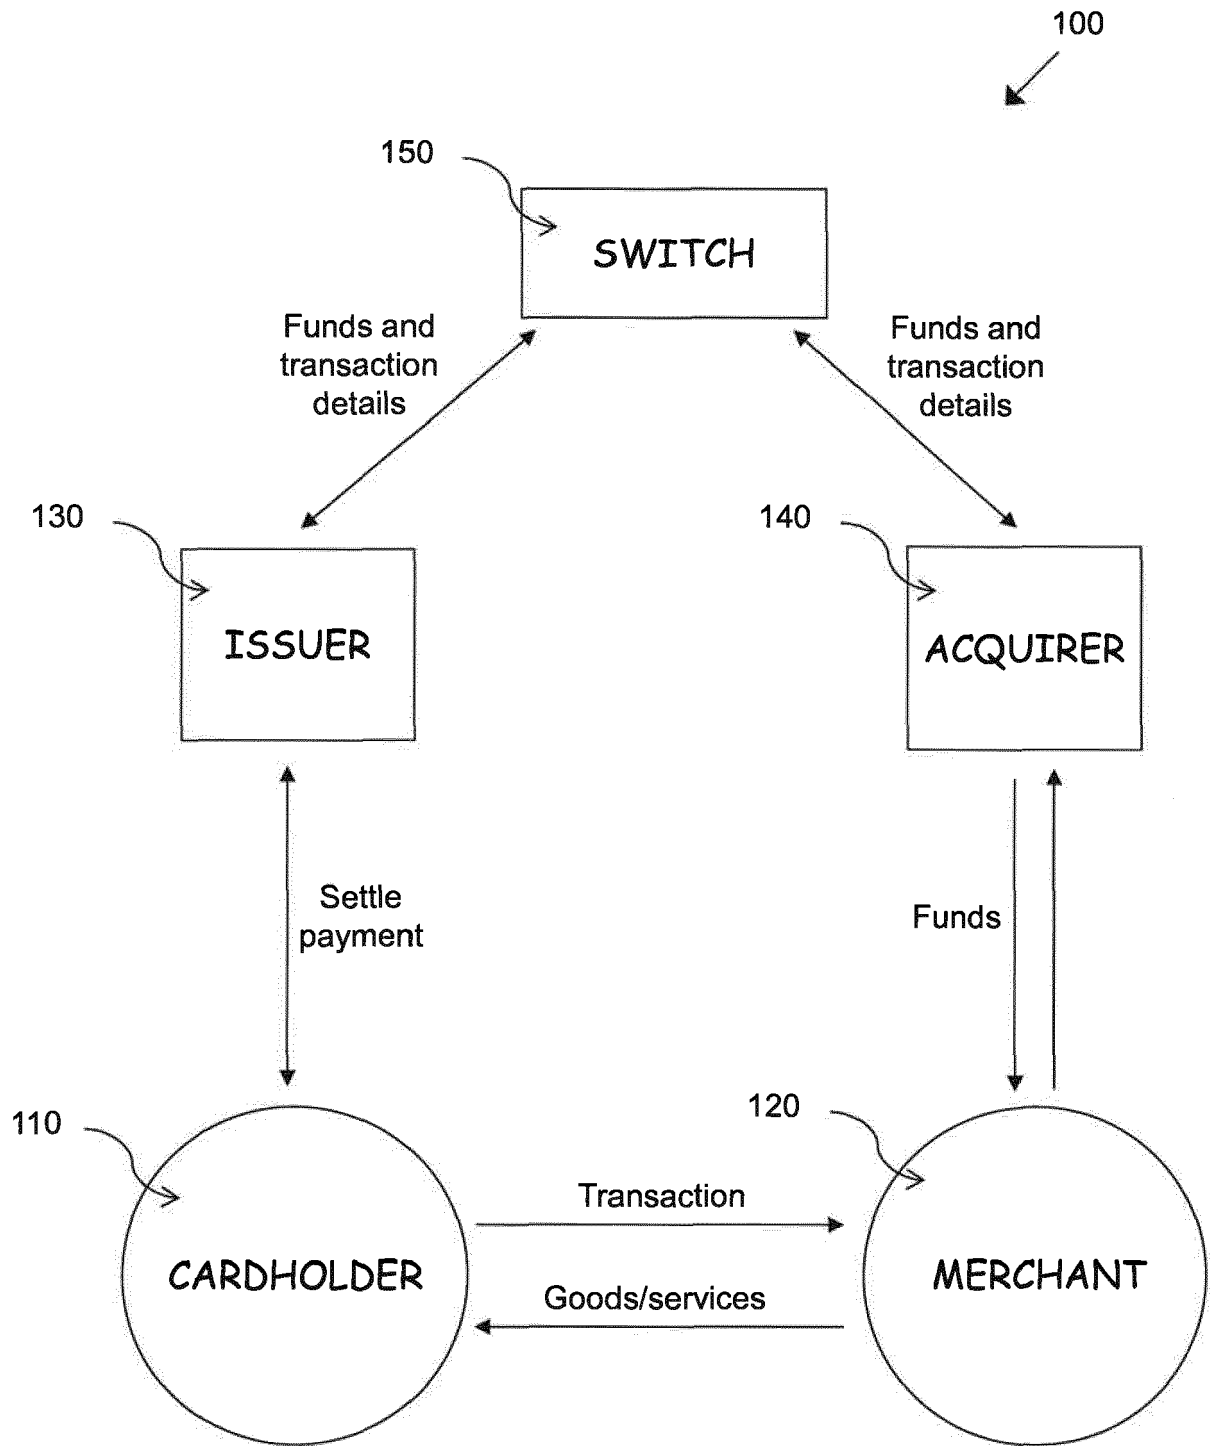 100
150
SWITCH
Funds and
transaction
details
Funds and
transaction
details
130
140
ISSUER
ACQUIRER
Settle
payment
Funds
110
120
Transaction
CARDHOLDER
MERCHANT
Goods/services